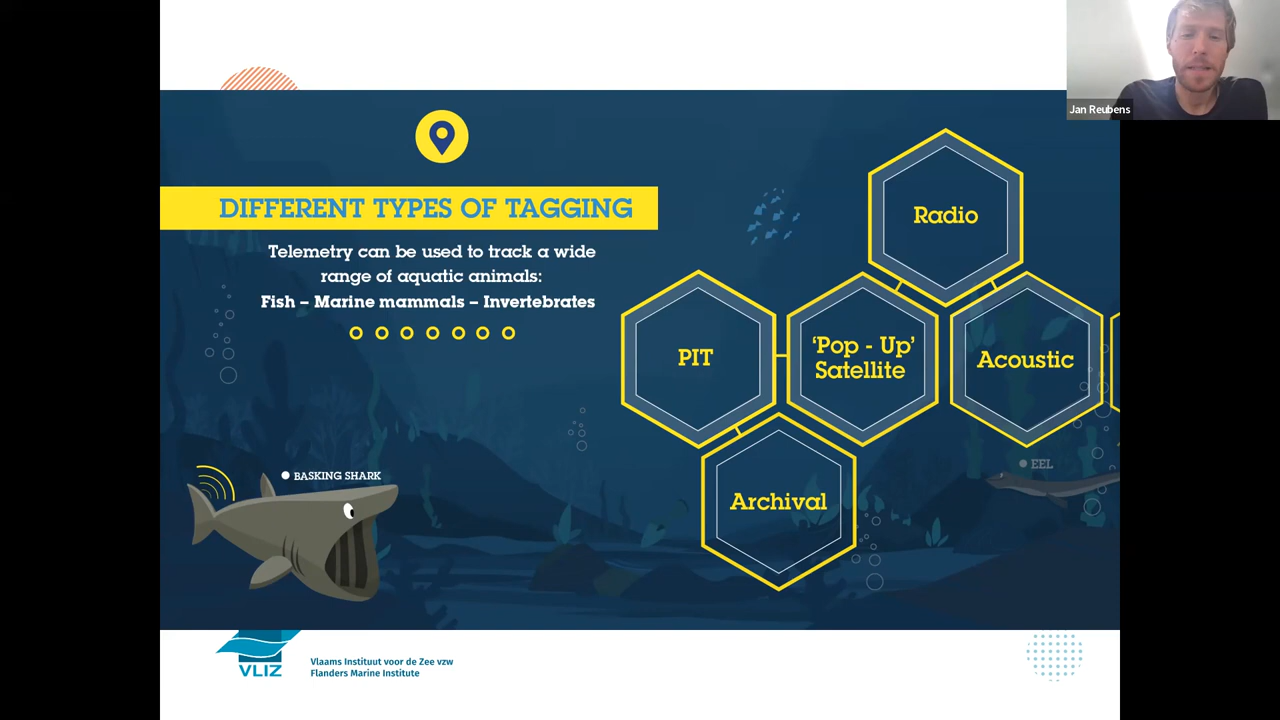 Jan Reubens
DIFFERENT TYPES OF TAGGING
Telemetry can be used to track a wide
range of aquatic animals:
Fish – Marine mammals – Invertebrates
Radio
PIT
‘Pop - Up’
Satellite
Acoustic
Archival
BASKING SHARK
EEL
VLIZ
Vlaams Instituut voor de Zee vzw
Flanders Marine Institute